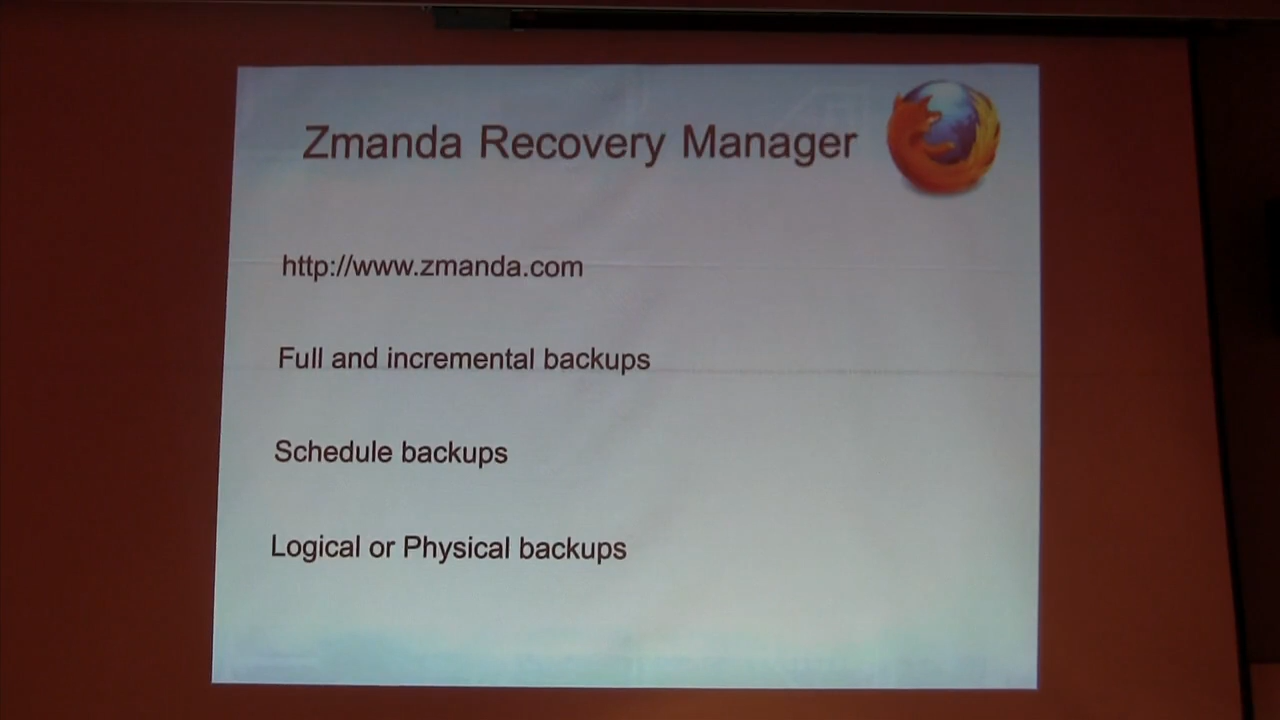 Zmanda Recovery Manager
http://www.zmanda.com
Full and incremental backups
Schedule backups
Logical or Physical backups